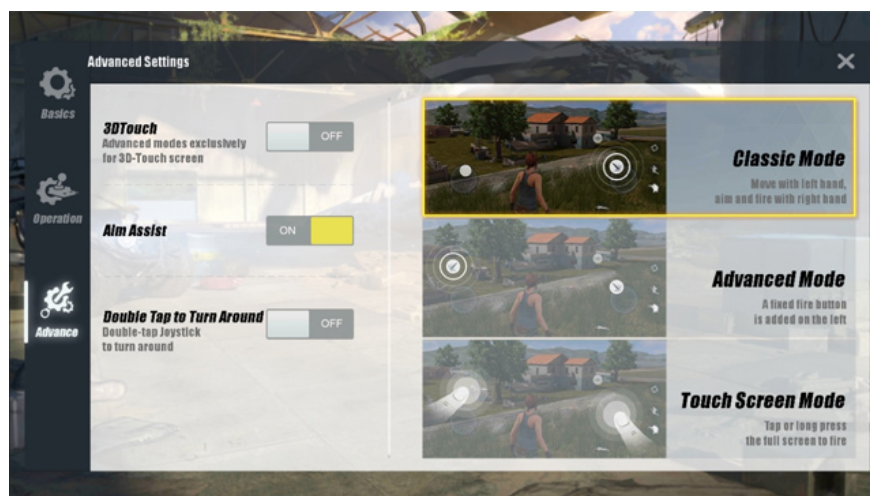 Advanced Settings
Basics
Operation
Advance
3DTouch
Advanced modes exclusively
for 3D-Touch screen
OFF
Aim Assist
ON
Double Tap to Turn Around
Double-tap Joystick
to turn around
OFF
Classic Mode
Move with left hand,
aim and fire with right hand
Advanced Mode
A fixed fire button
is added on the left
Touch Screen Mode
Tap or long press
the full screen to fire